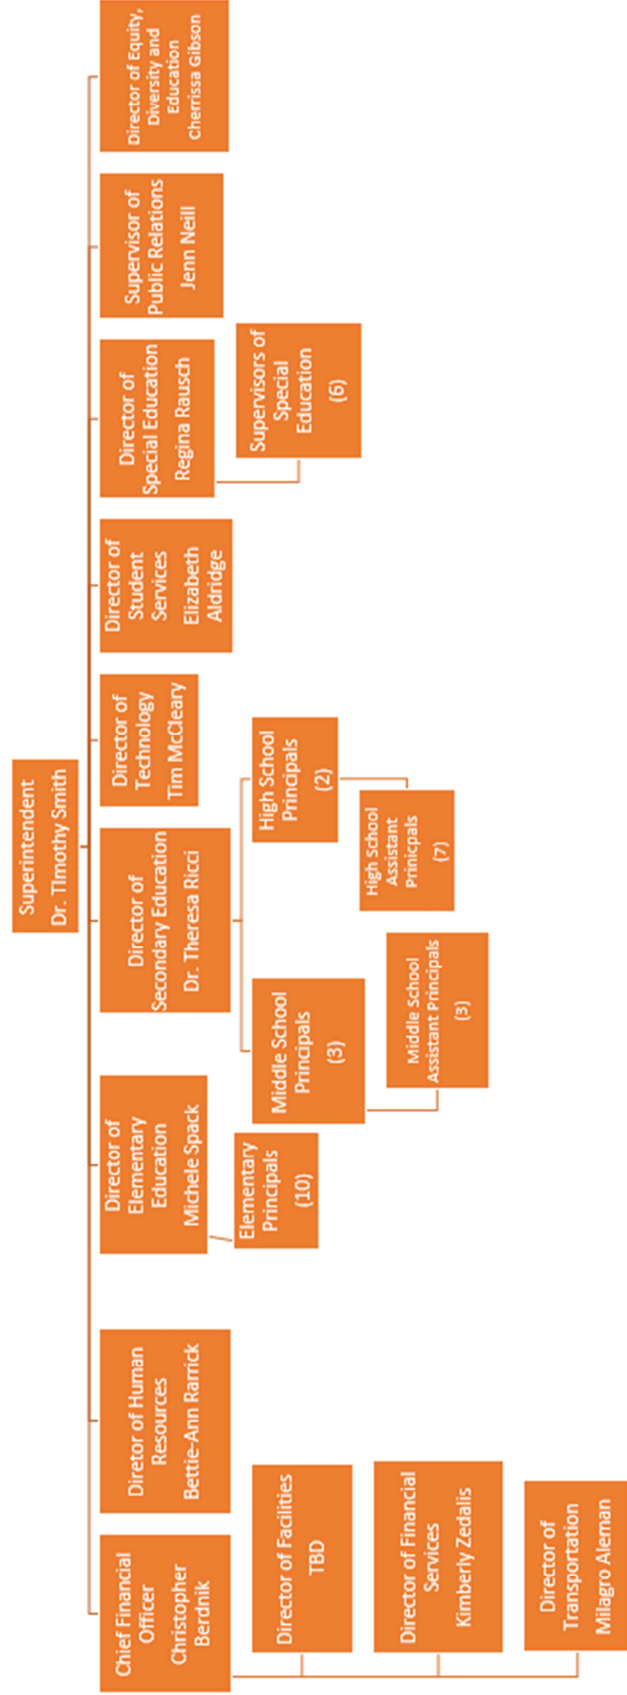 Superintendent
Dr. TImothy Smith
Chief Financial
Officer
Christopher
Berdnik
Diretor of Human
Resources
Bettie-Ann Rarrick
Director of
Elementary
Education
Michele Spack
Director of
Secondary Education
Dr. Theresa Ricci
Director of
Technology
Tim McCleary
Director of
Student
Services
Elizabeth
Aldridge
Director of
Special Education
Regina Rausch
Supervisor of
Public Relations
Jenn Neill
Director of Equity,
Diversity and
Education
Cherrissa Gibson
Director of Facilities
TBD
Director of Financial
Services
Kimberly Zedalis
Director of
Transportation
Milagro Aleman
Elementary
Principals
(10)
Middle School
Principals
(3)
Middle School
Assistant Principals
(3)
High School
Principals
(2)
High School
Assistant
Prinicpals
(7)
Supervisors of
Special
Education
(6)